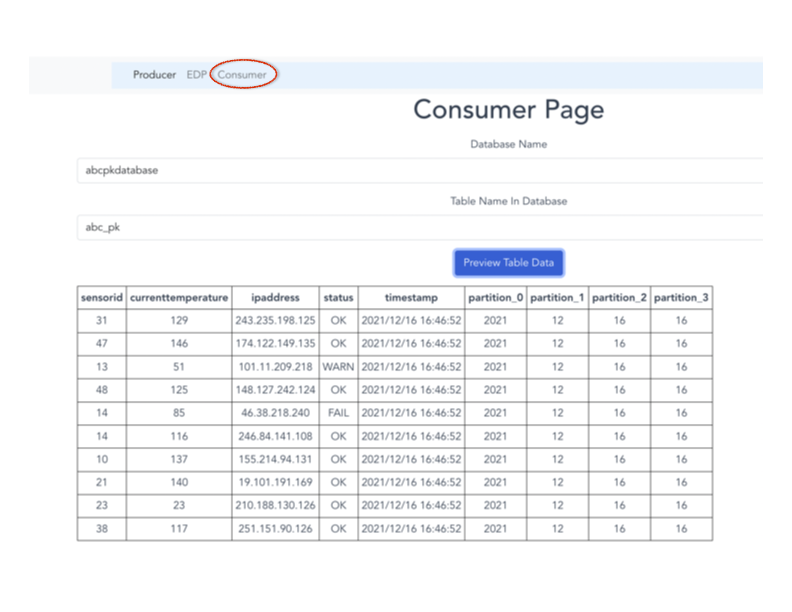 Producer EDP Consumer
Consumer Page
Database Name
abcpkdatabase
Table Name In Database
abc_pk
Preview Table Data
sensorid currenttemperature ipaddress status timestamp partition_0 partition_1 partition_2 partition_3
31 129 243.235.198.125 OK 2021/12/16 16:46:52 2021 12 16 16
47 146 174.122.149.135 OK 2021/12/16 16:46:52 2021 12 16 16
13 51 101.11.209.218 WARN 2021/12/16 16:46:52 2021 12 16 16
48 125 148.127.242.124 OK 2021/12/16 16:46:52 2021 12 16 16
14 85 46.38.218.240 FAIL 2021/12/16 16:46:52 2021 12 16 16
14 116 246.84.141.108 OK 2021/12/16 16:46:52 2021 12 16 16
10 137 155.214.94.131 OK 2021/12/16 16:46:52 2021 12 16 16
21 140 19.101.191.169 OK 2021/12/16 16:46:52 2021 12 16 16
23 23 210.188.130.126 OK 2021/12/16 16:46:52 2021 12 16 16
38 117 251.151.90.126 OK 2021/12/16 16:46:52 2021 12 16 16